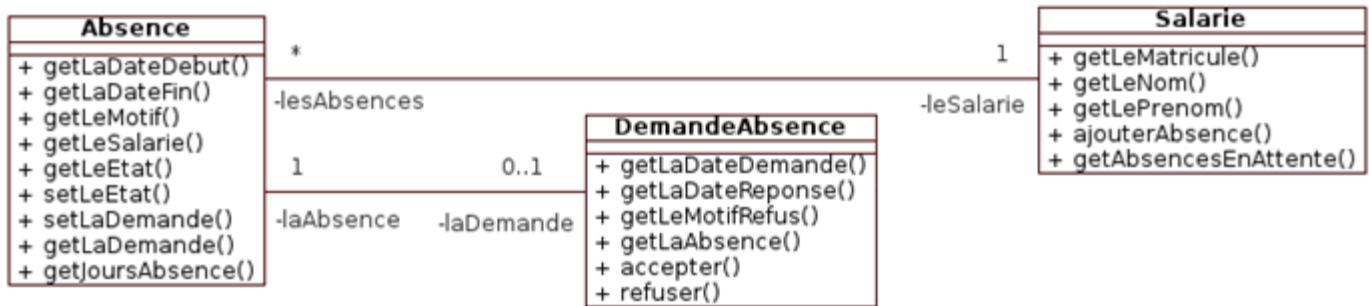 Absence
+ getLaDateDebut()
+ getLaDateFin()
+ getLeMotif()
+ getLeSalarie()
+ getLeEtat()
+ setLeEtat()
+ setLaDemande()
+ getLaDemande()
+ getJoursAbsence()
*
1
-lesAbsences
-leSalarie
Salarie
+ getLeMatricule()
+ getLeNom()
+ getLePrenom()
+ ajouterAbsence()
+ getAbsencesEnAttente()
1
0..1
-laAbsence
-laDemande
DemandeAbsence
+ getLaDateDemande()
+ getLaDateReponse()
+ getLeMotifRefus()
+ getLaAbsence()
+ accepter()
+ refuser()